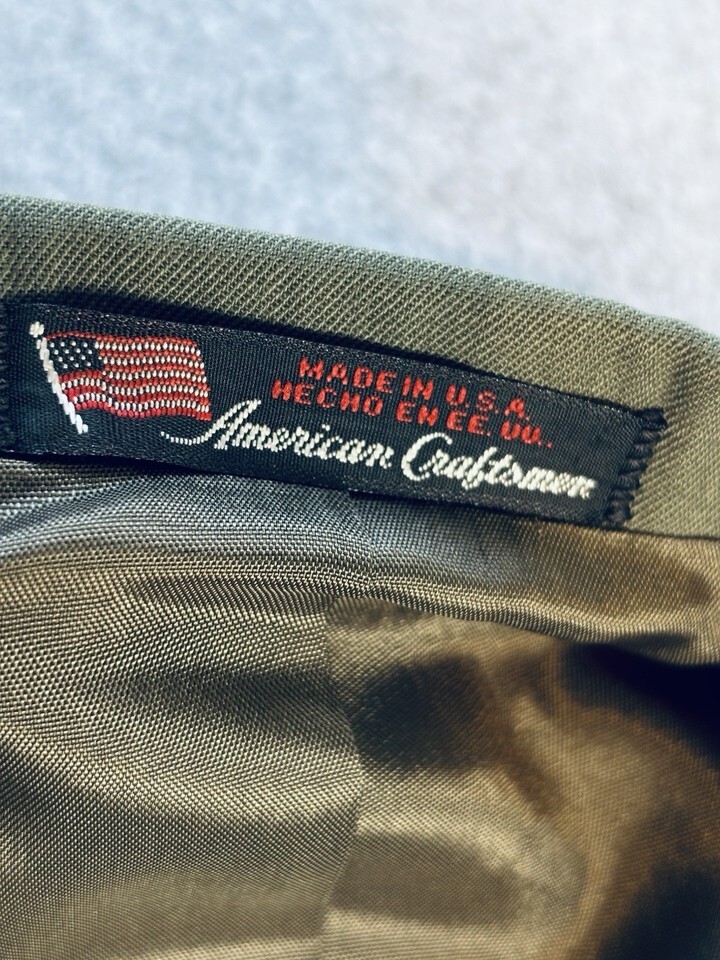 MADE IN U.S.A.
HECHO EN EE. UU..
American Craftsmen